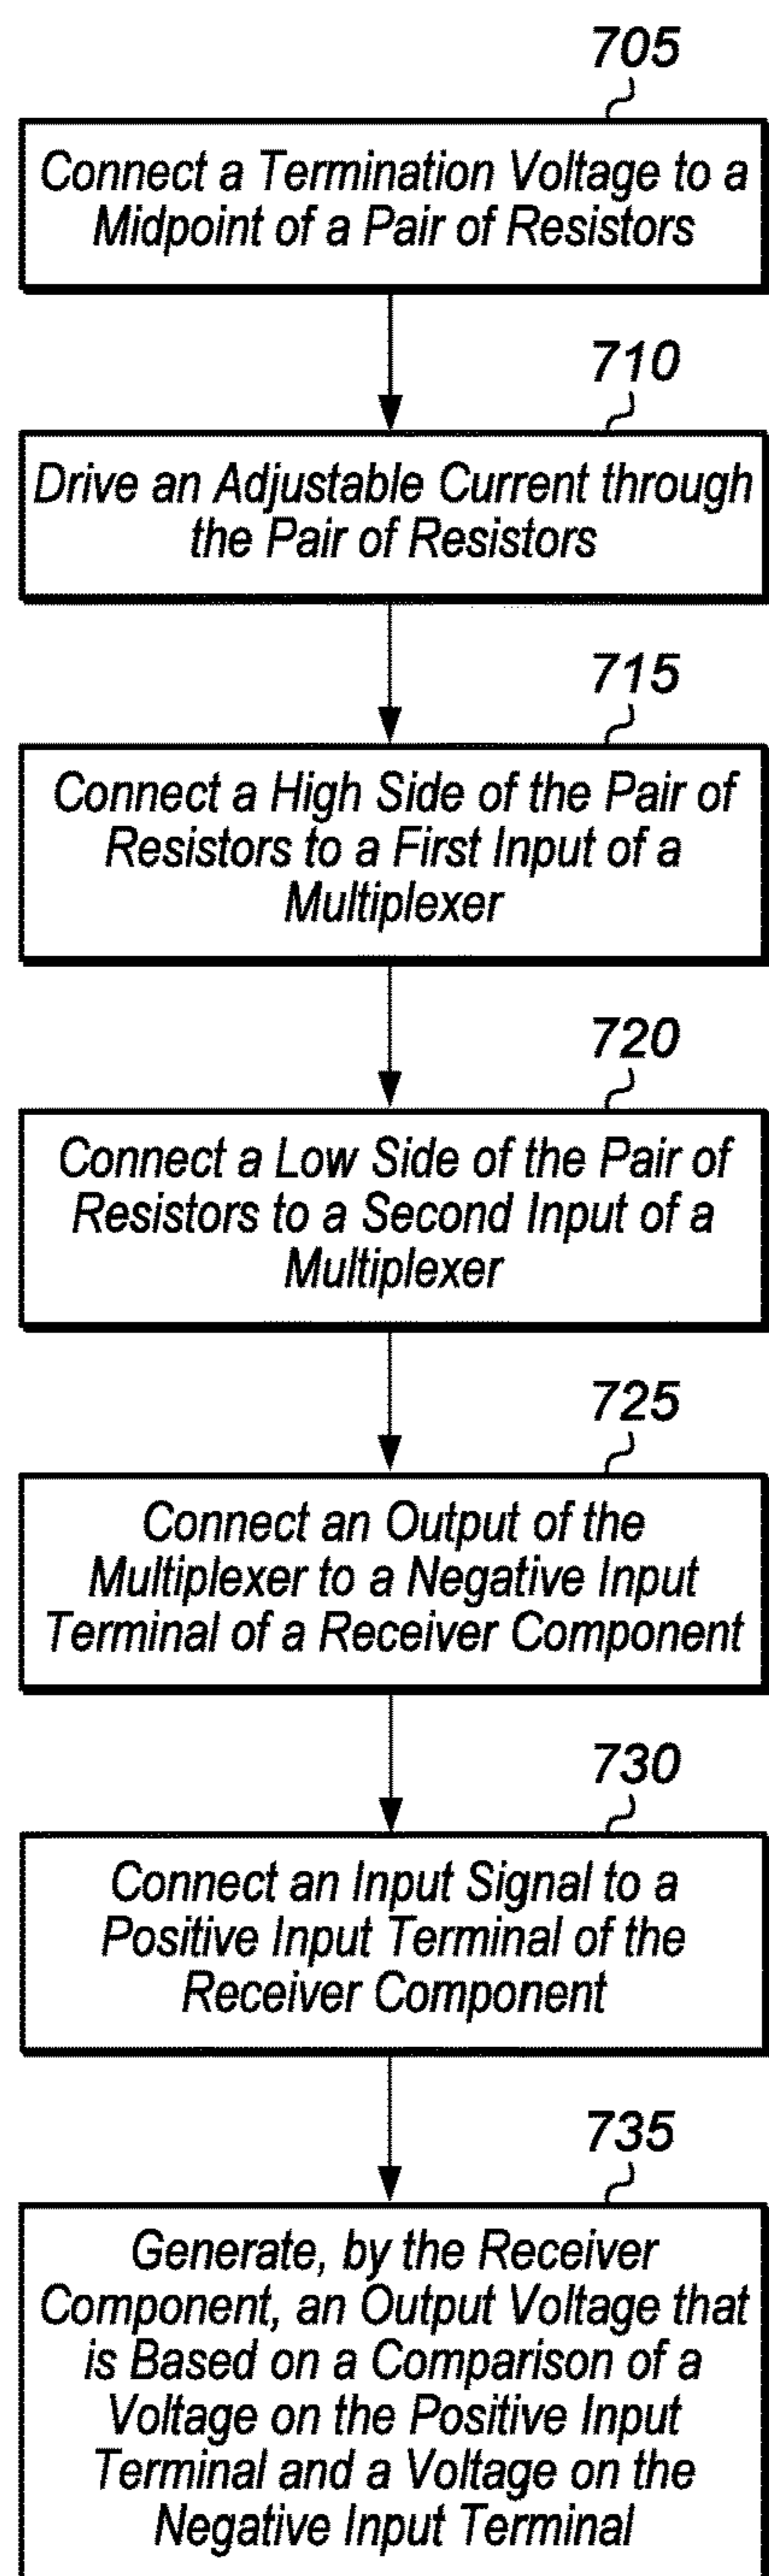 705
Connect a Termination Voltage to a
Midpoint of a Pair of Resistors
710
Drive an Adjustable Current through
the Pair of Resistors
715
Connect a High Side of the Pair of
Resistors to a First Input of a
Multiplexer
720
Connect a Low Side of the Pair of
Resistors to a Second Input of a
Multiplexer
725
Connect an Output of the
Multiplexer to a Negative Input
Terminal of a Receiver Component
730
Connect an Input Signal to a
Positive Input Terminal of the
Receiver Component
735
Generate, by the Receiver
Component, an Output Voltage that
is Based on a Comparison of a
Voltage on the Positive Input
Terminal and a Voltage on the
Negative Input Terminal